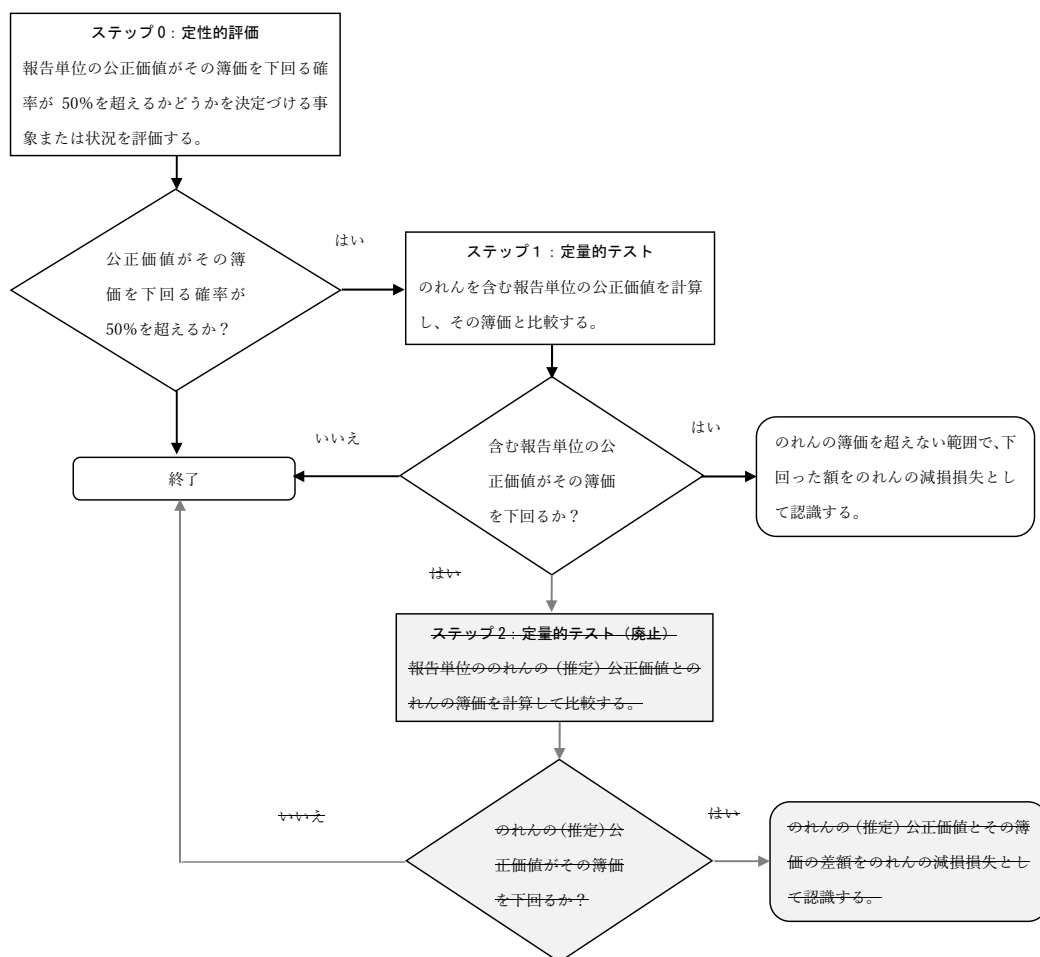 ステップ0：定性的評価
報告単位の公正価値がその簿価を下回る確
率が 50%を超えるかどうかを決定づける事
象または状況を評価する。
はい
公正価値がその簿
価を下回る確率が
50%を超えるか？
ステップ1：定量的テスト
のれんを含む報告単位の公正価値を計算
し、その簿価と比較する。
いいえ
終了
含む報告単位の公
正価値がその簿価
を下回るか？
はい
のれんの簿価を超えない範囲で、下
回った額をのれんの減損損失とし
て認識する。
はい
ステップ2：定量的テスト（廃止）
報告単位ののれんの（推定）公正価値との
れんの簿価を計算して比較する。
いいえ
のれんの（推定）公
正価値がその簿価
を下回るか？
はい
のれんの（推定）公正価値とその簿
価の差額をのれんの減損損失とし
て認識する。